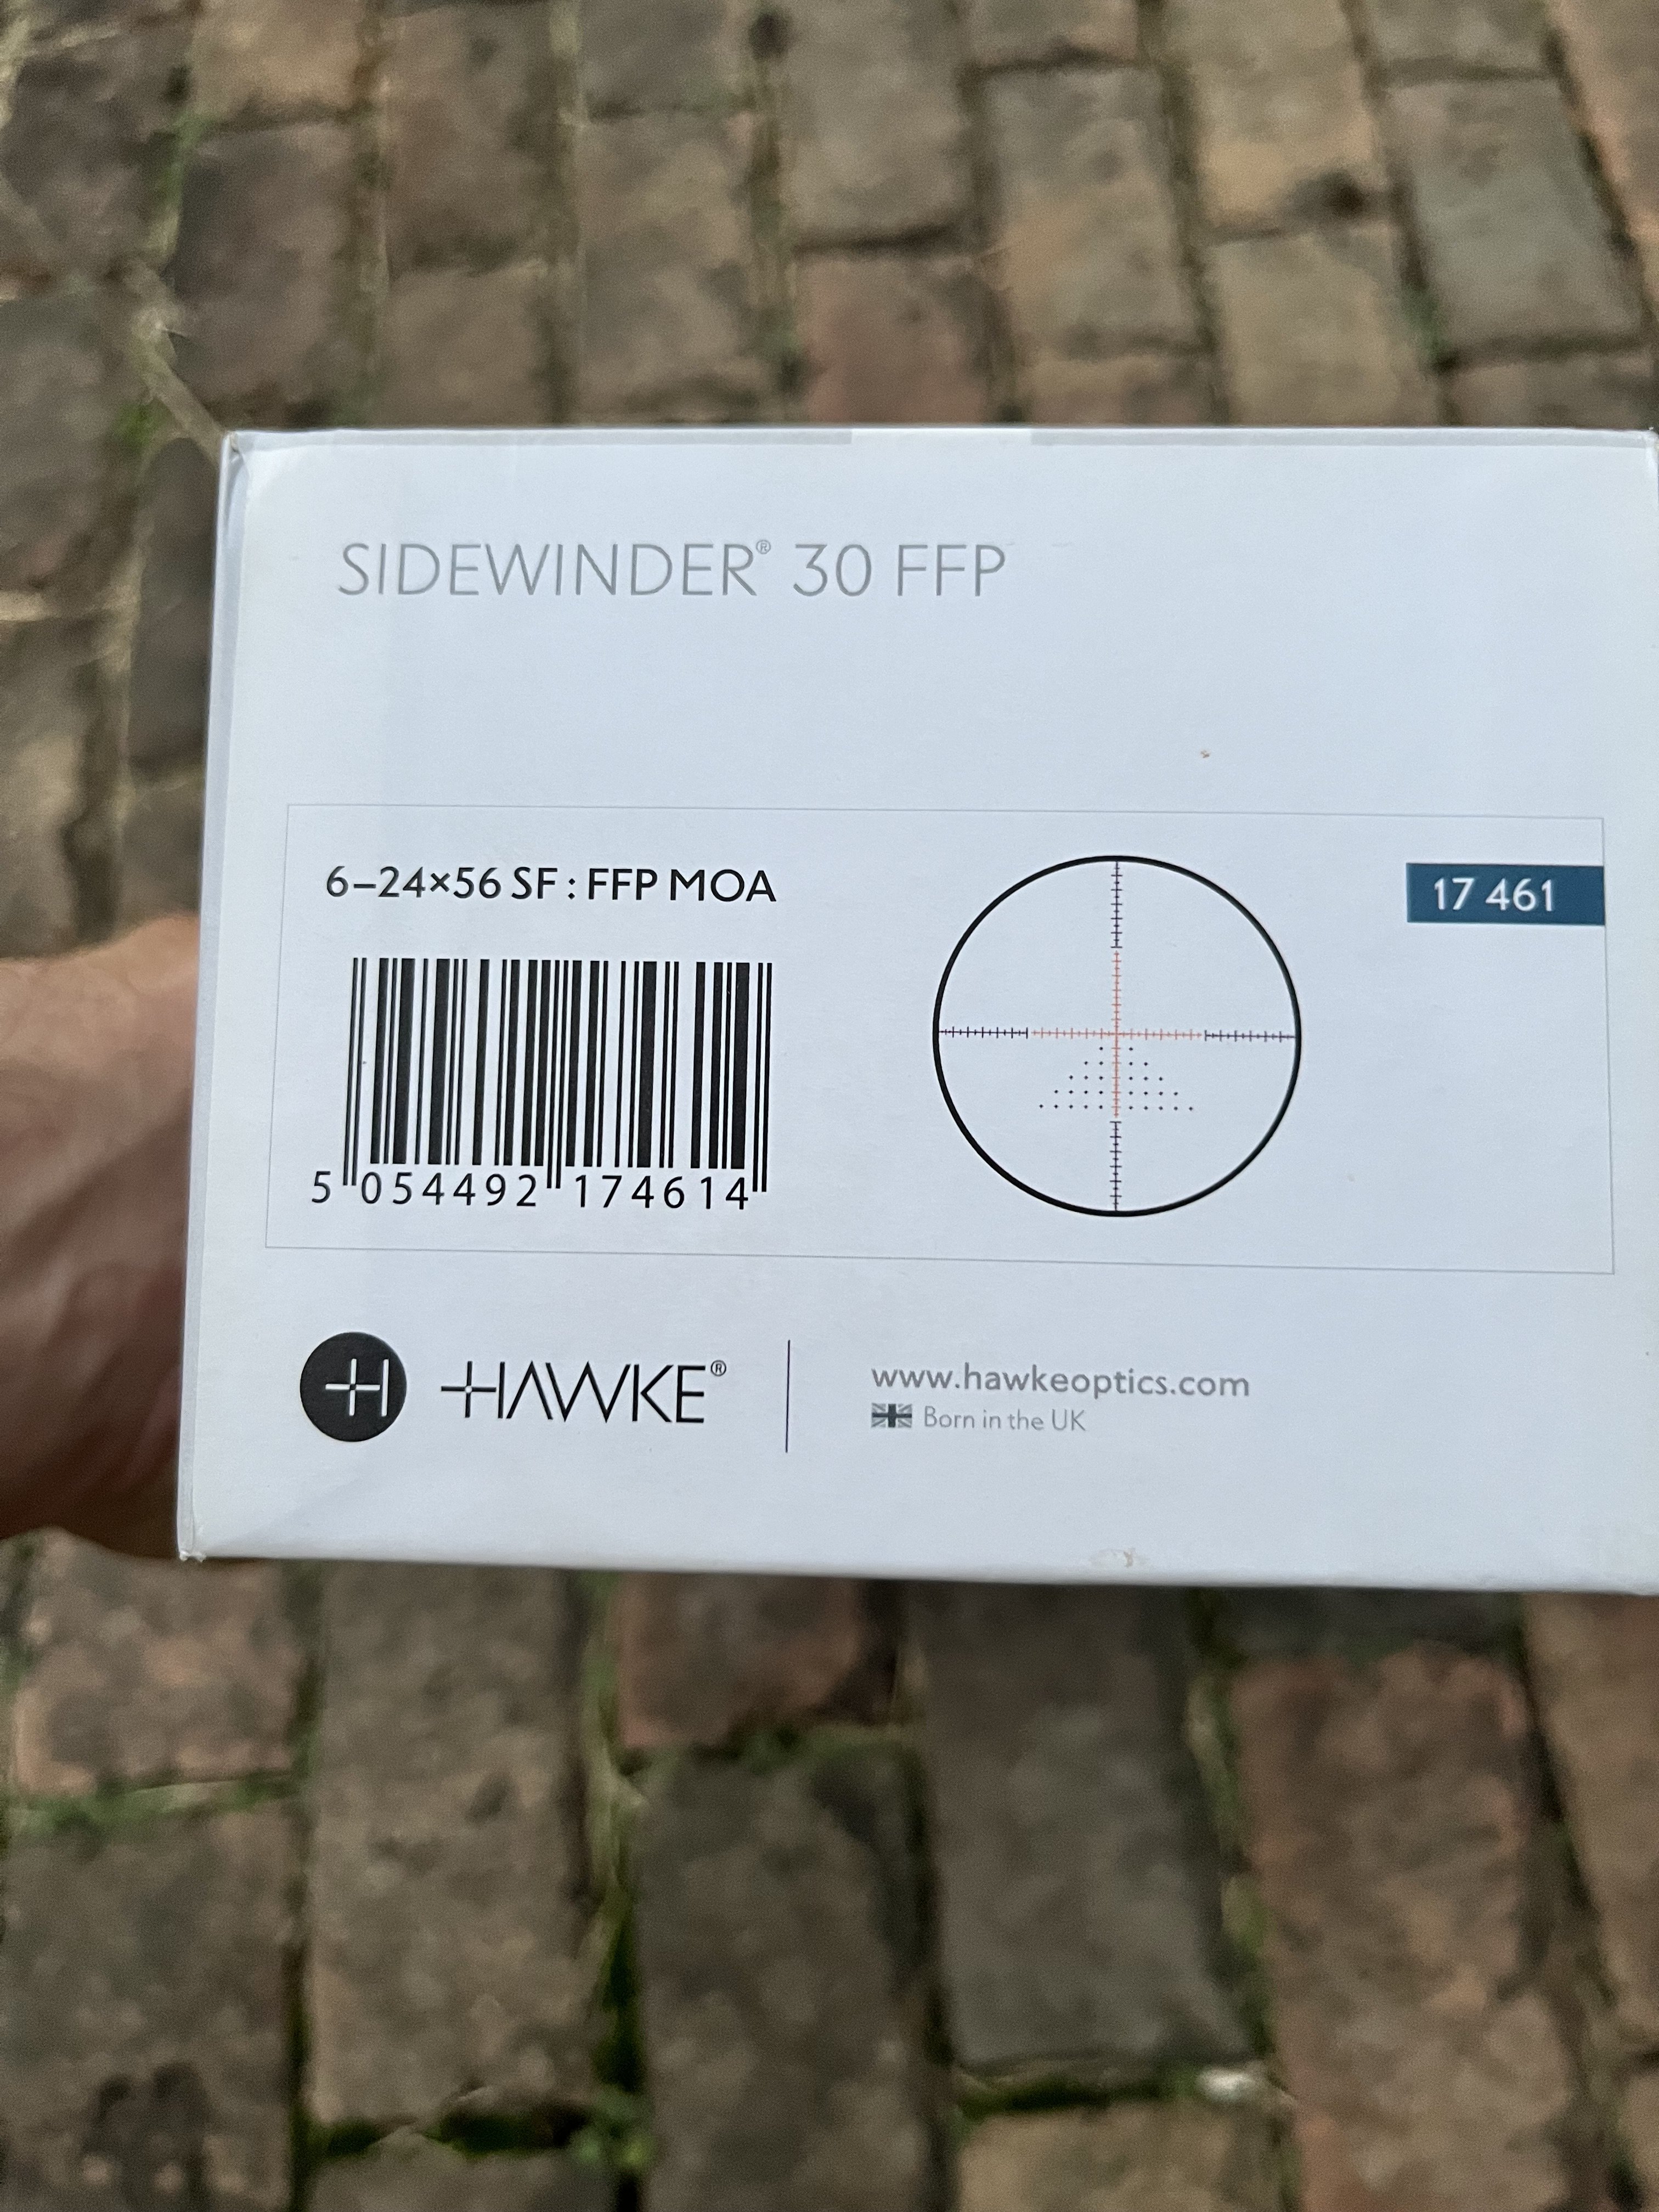 SIDEWINDER® 30 FFP
6–24×56 SF : FFP MOA
17 461
5 054492 174614
H HAWKE®
www.hawkeoptics.com
Born in the UK